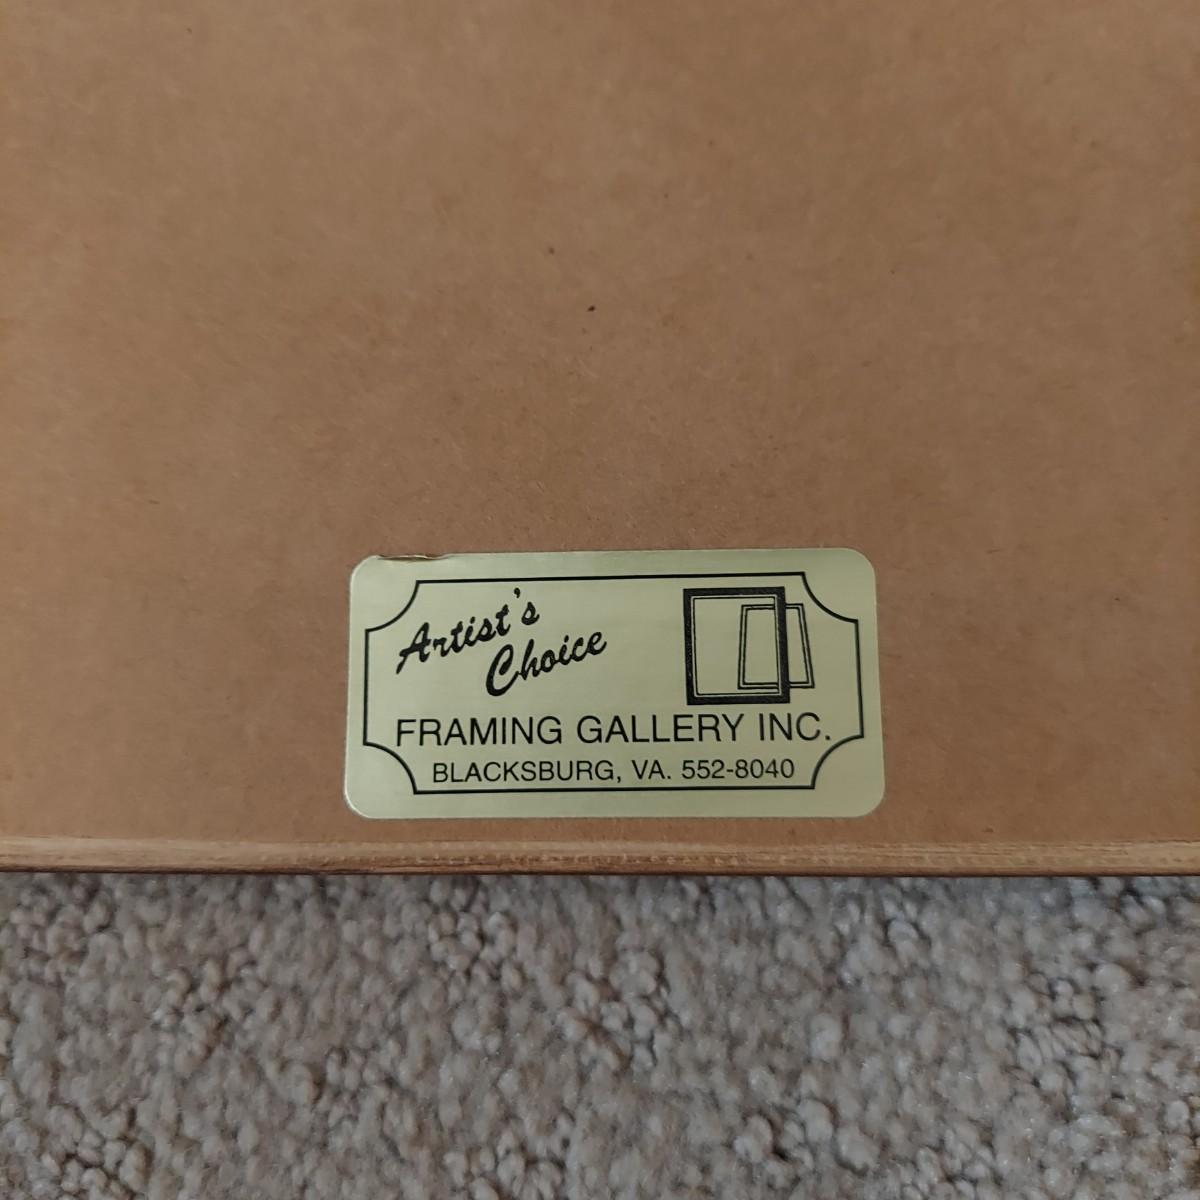 Artist's
Choice
FRAMING GALLERY INC.
BLACKSBURG, VA. 552-8040